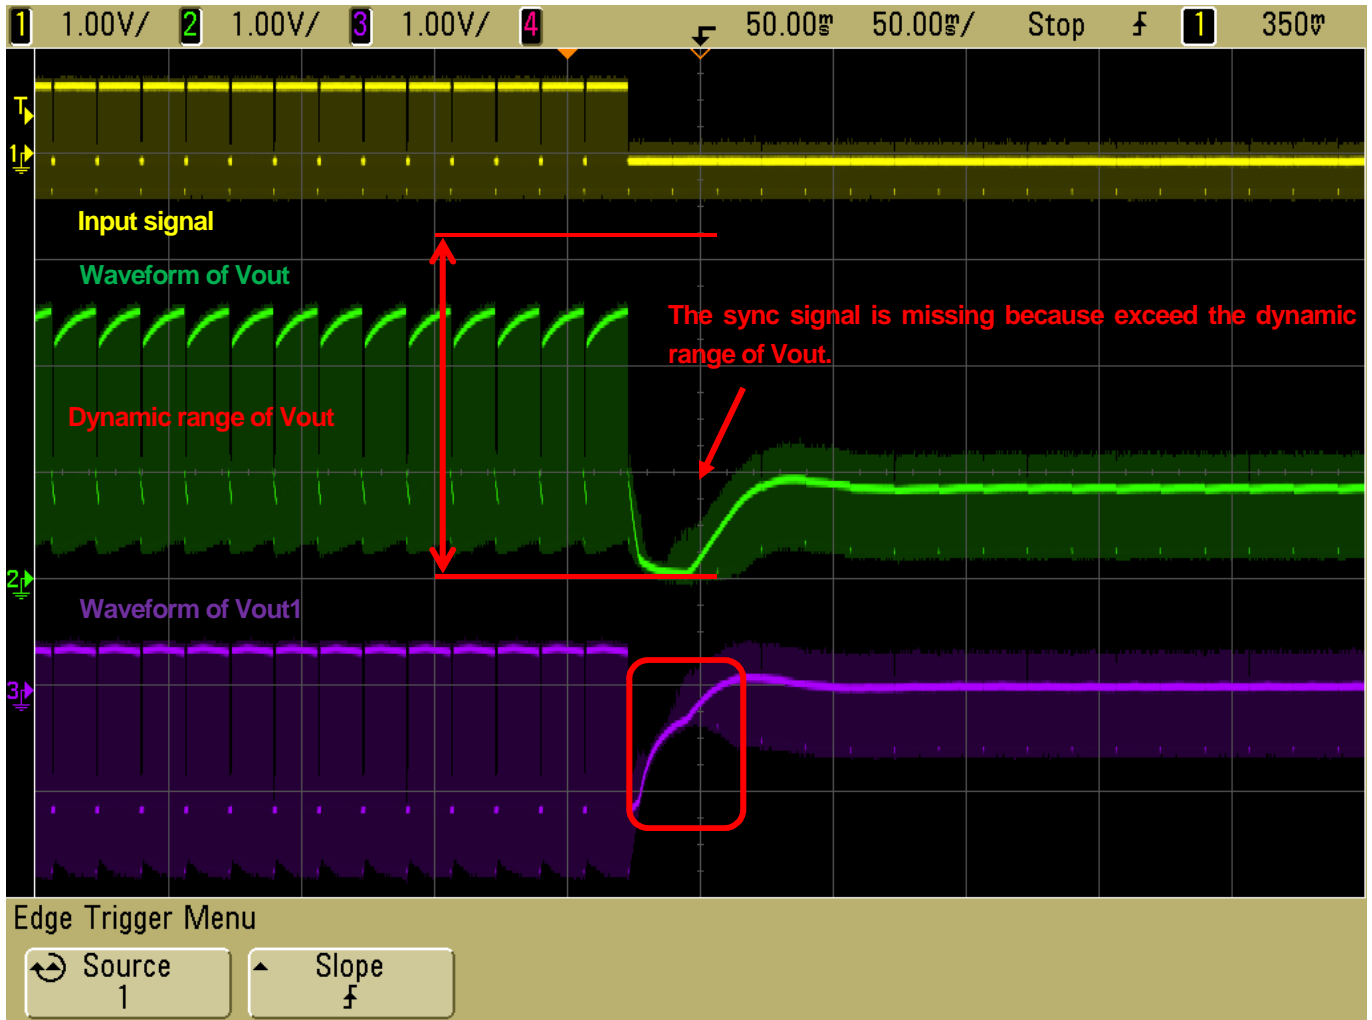 1 1.00V/ 2 1.00V/ 3 1.00V/ 4 50.00ms 50.00ms/ Stop 1 350mV
T
1
Input signal
Waveform of Vout
The sync signal is missing because exceed the dynamic
range of Vout.
Dynamic range of Vout
2
Waveform of Vout1
3
Edge Trigger Menu
Source
1
Slope